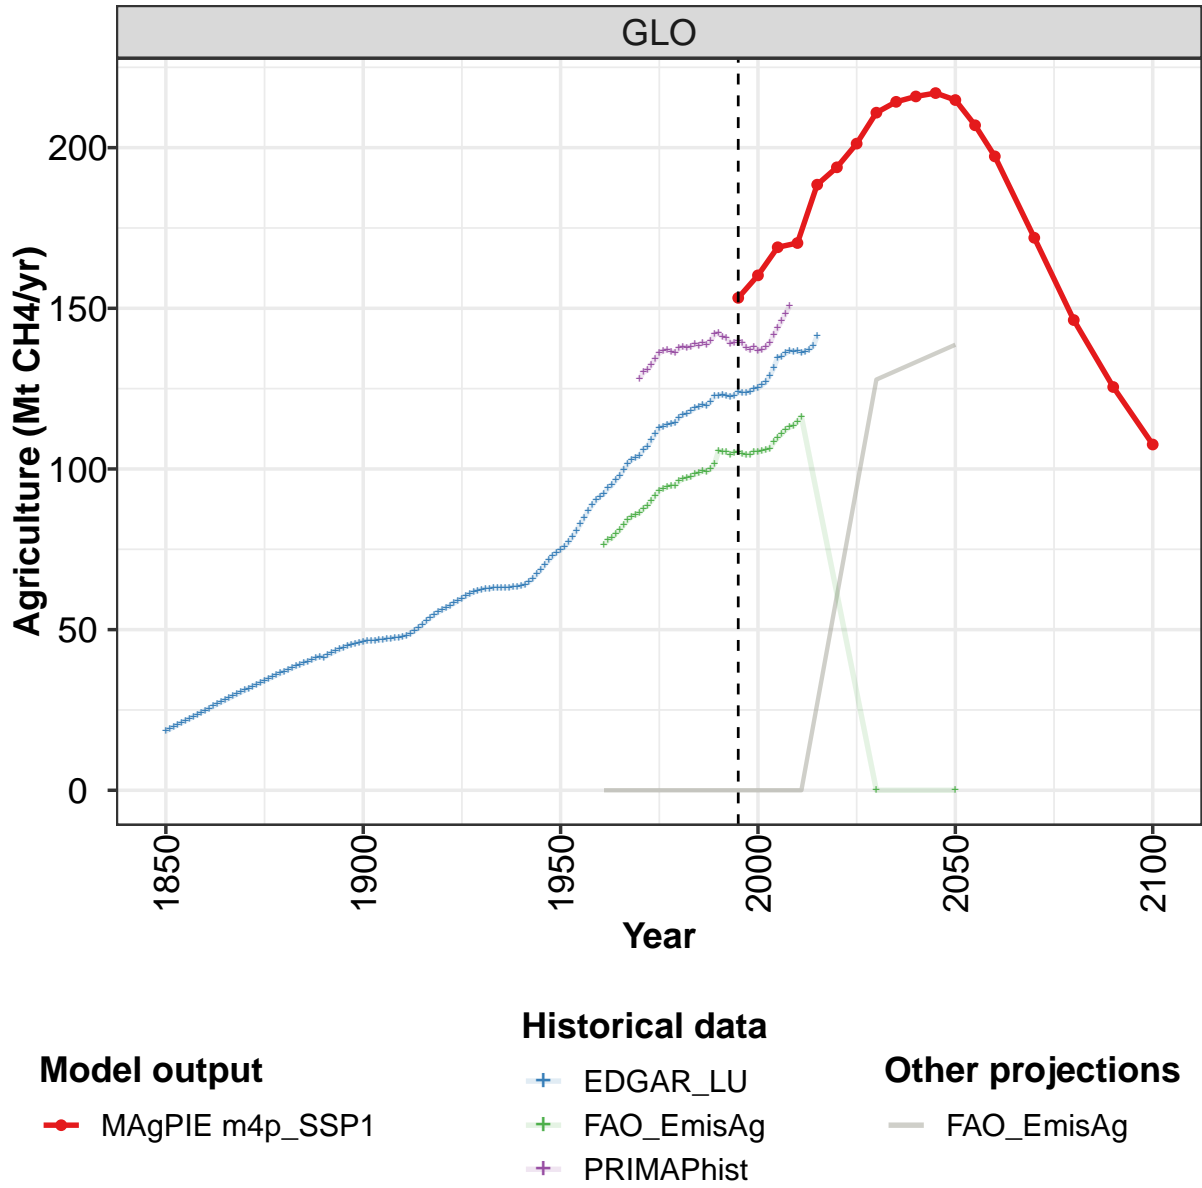 GLO
Agriculture (Mt CH4/yr)
200
150
100
50
0
1850
1900
1950
2000
2050
2100
Year
Historical data
Model output
Other projections
EDGAR_LU
MAgPIE m4p_SSP1
FAO_EmisAg
FAO_EmisAg
PRIMAPhist